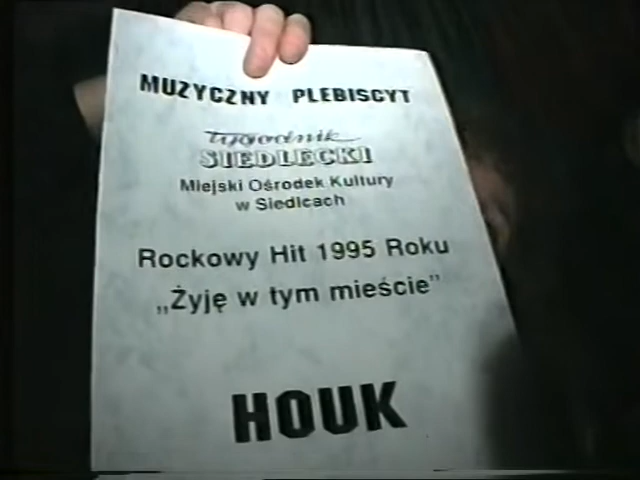 MUZYCZNY PLEBISCYT
tygodnik
SIEDLECKI
Miejski Ośrodek Kultury
w Siedlcach
Rockowy Hit 1995 Roku
„Żyję w tym mieście”
HOUK